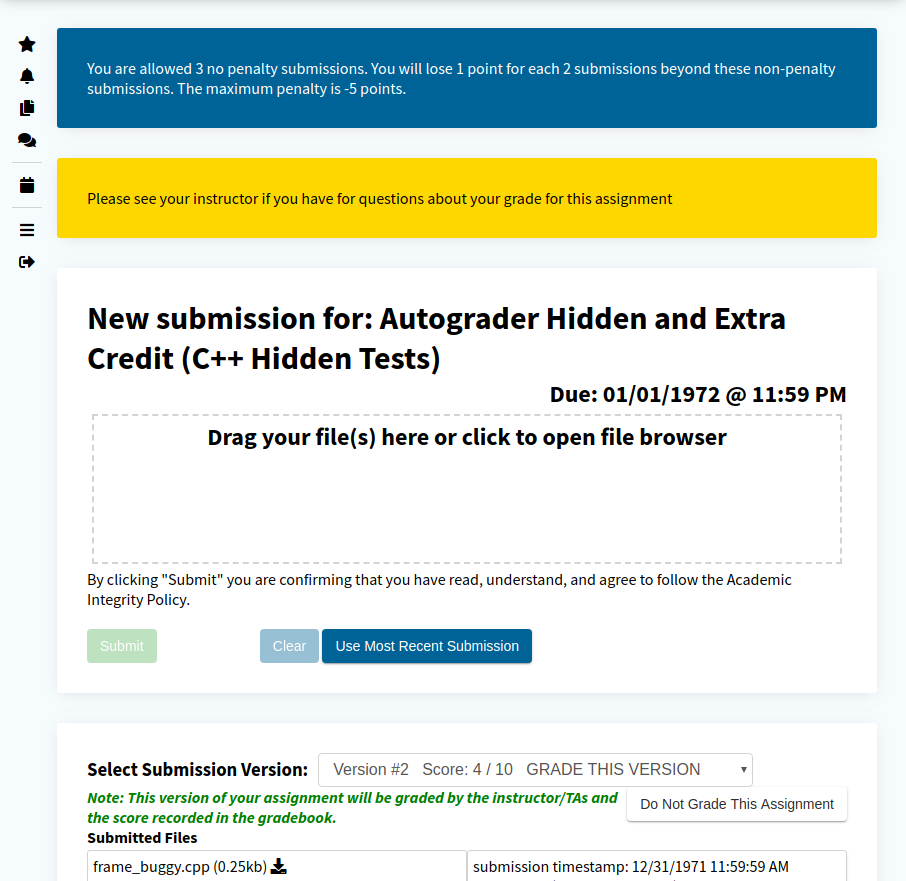 You are allowed 3 no penalty submissions. You will lose 1 point for each 2 submissions beyond these non-penalty
submissions. The maximum penalty is -5 points.
Please see your instructor if you have for questions about your grade for this assignment
New submission for: Autograder Hidden and Extra
Credit (C++ Hidden Tests)
Due: 01/01/1972 @ 11:59 PM
Drag your file(s) here or click to open file browser
By clicking "Submit" you are confirming that you have read, understand, and agree to follow the Academic
Integrity Policy.
Submit Clear Use Most Recent Submission
Select Submission Version: Version #2 Score: 4 / 10 GRADE THIS VERSION
Note: This version of your assignment will be graded by the instructor/TAs and
the score recorded in the gradebook.
Do Not Grade This Assignment
Submitted Files
frame_buggy.cpp (0.25kb) submission timestamp: 12/31/1971 11:59:59 AM